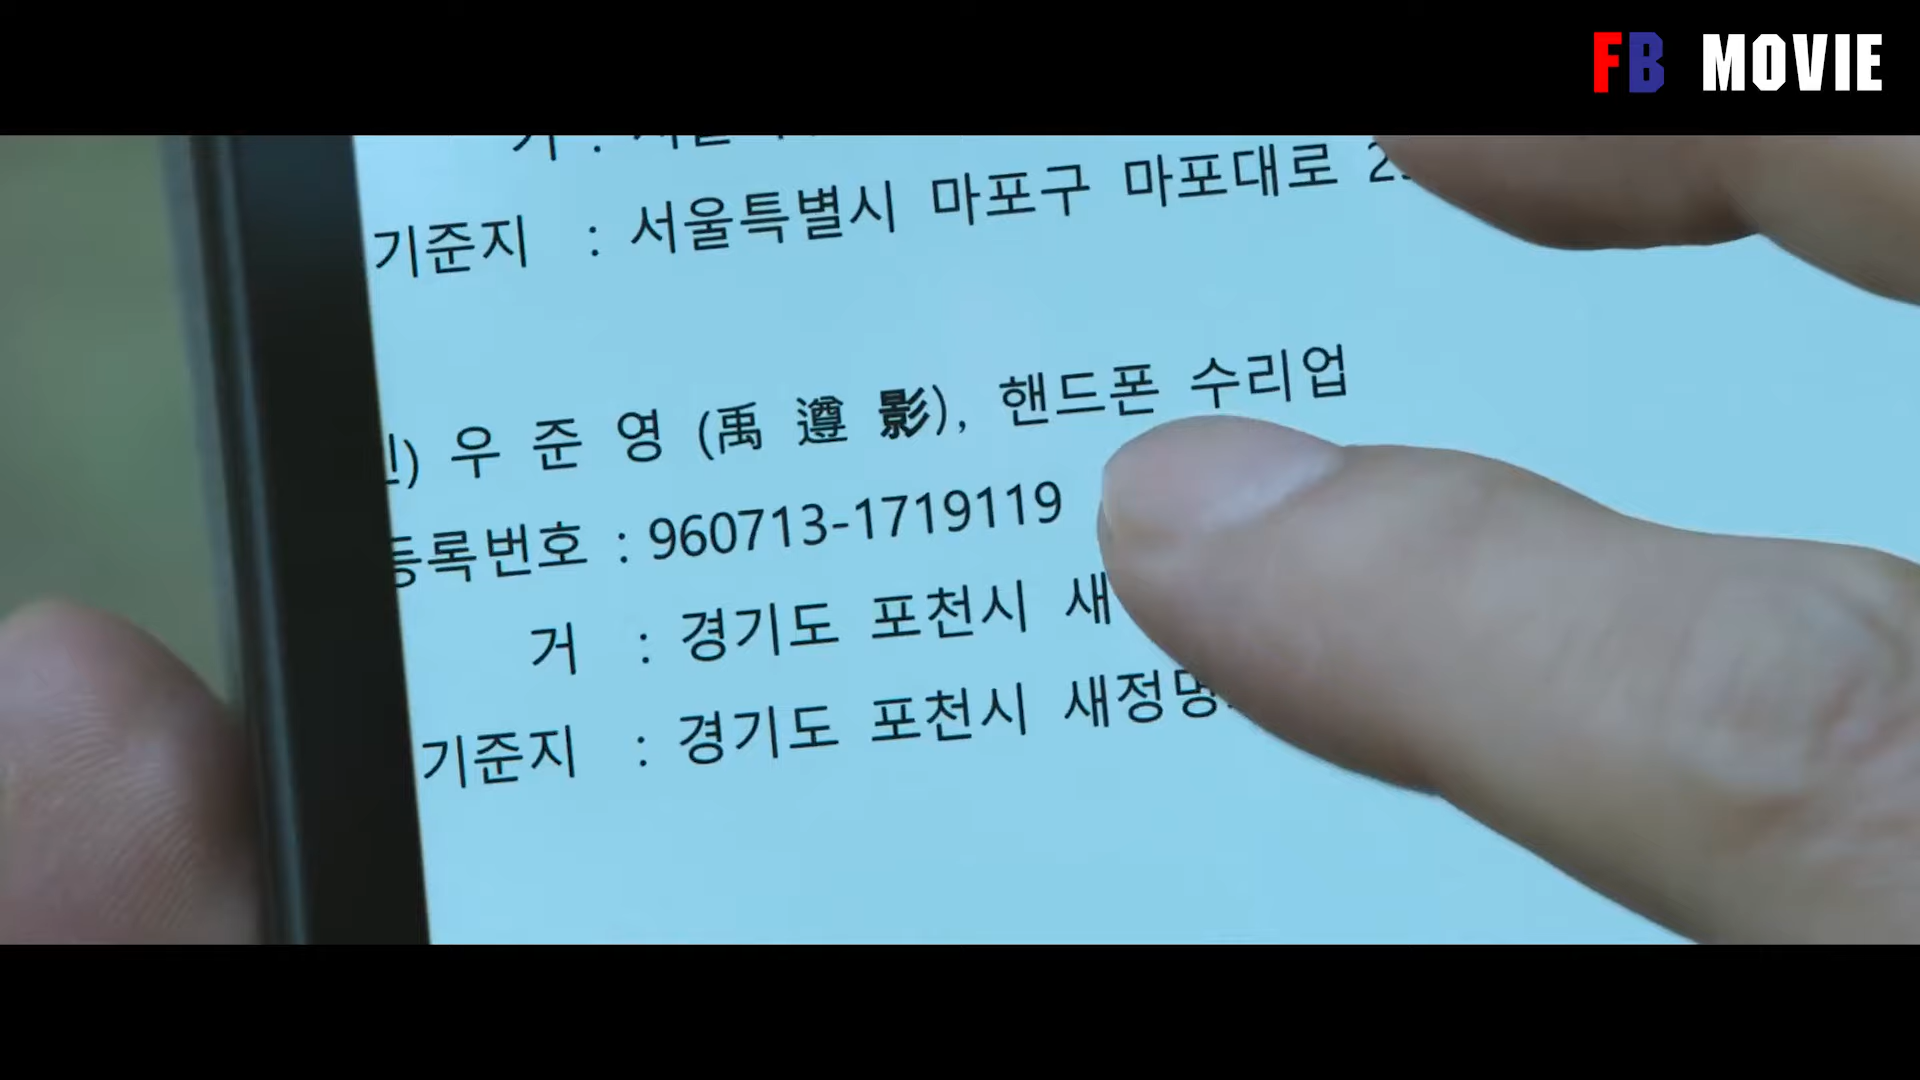 FB MOVIE
기준지 : 서울특별시 마포구 마포대로
우 준 영 (禹 遵 影), 핸드폰 수리업
등록번호 : 960713-1719119
거 : 경기도 포천시 새
기준지 : 경기도 포천시 새정명